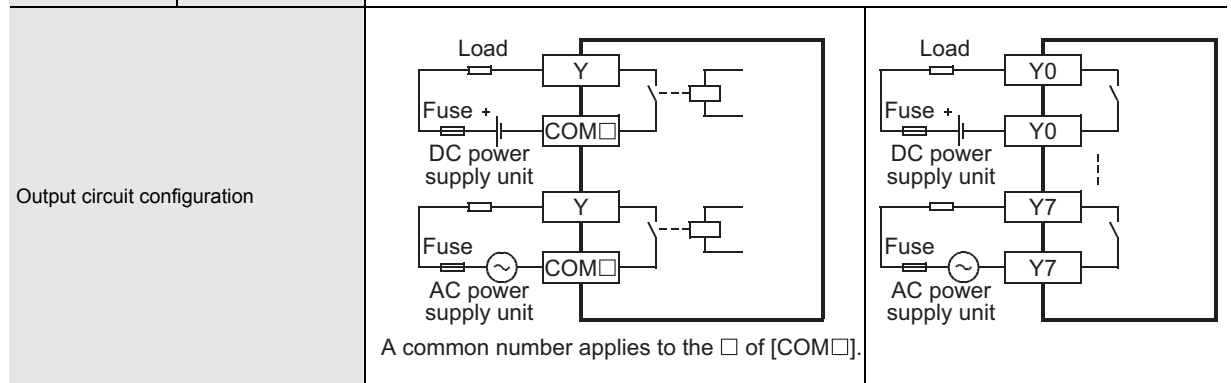 Output circuit configuration
Load
Y
Fuse +
COM□
DC power
supply unit
Y
Fuse
COM□
AC power
supply unit
A common number applies to the □ of [COM□].
Load
Y0
Fuse +
Y0
DC power
supply unit
Y7
Fuse
Y7
AC power
supply unit